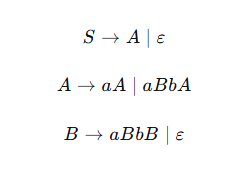 S → A | ε
A → aA | aBbA
B → aBbB | ε